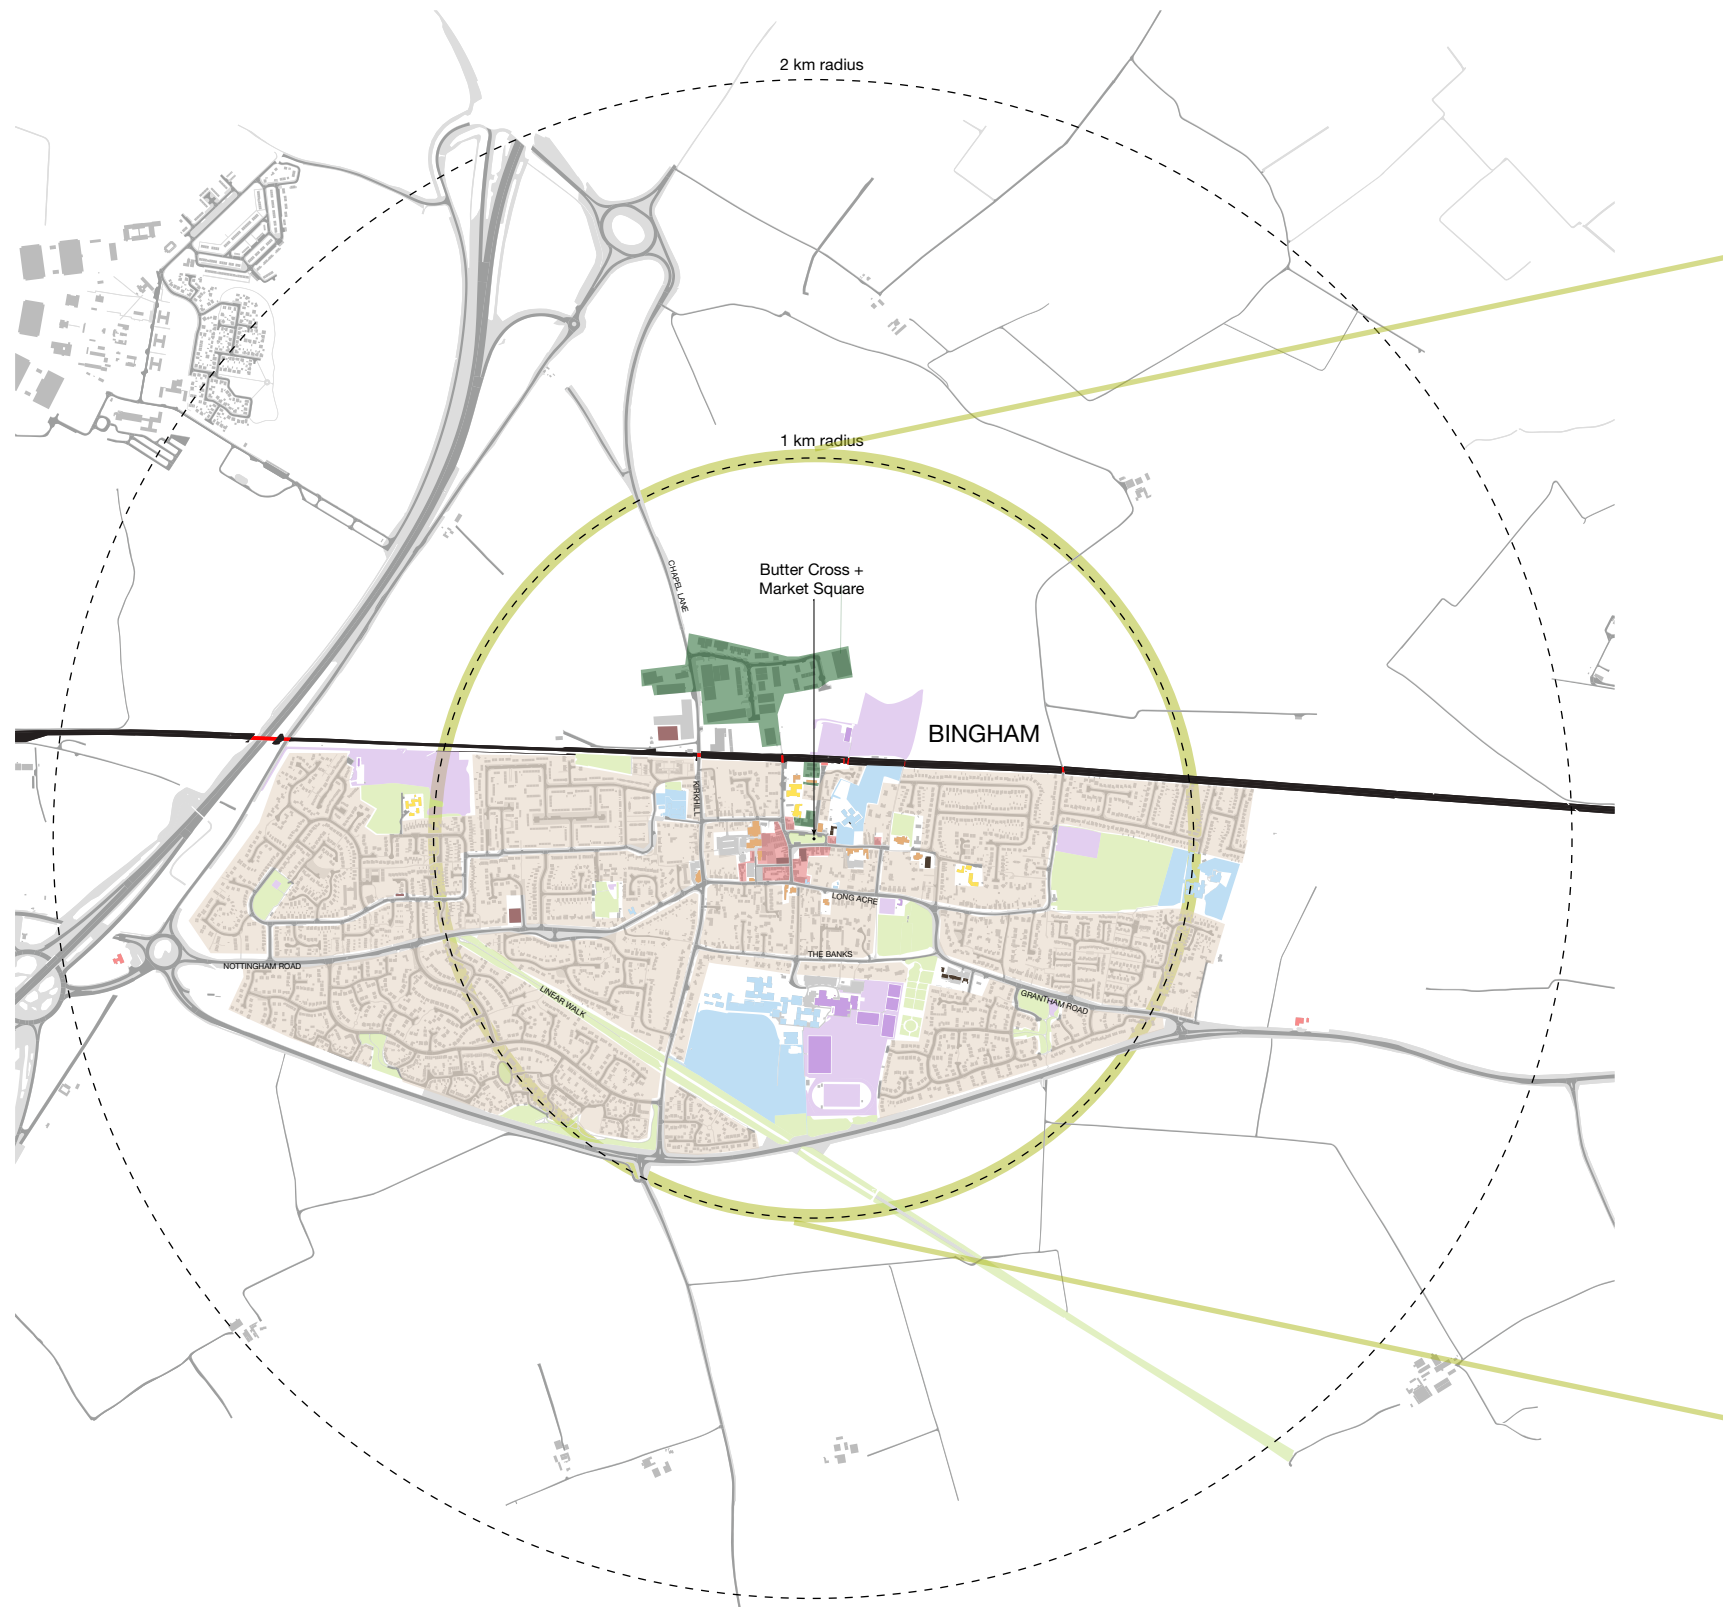 2 km radius
1 km radius
CHAPEL LANE
Butter Cross +
Market Square
BINGHAM
KIRKHILL
LONG ACRE
THE BANKS
NOTTINGHAM ROAD
LINEAR WALK
GRANTHAM ROAD